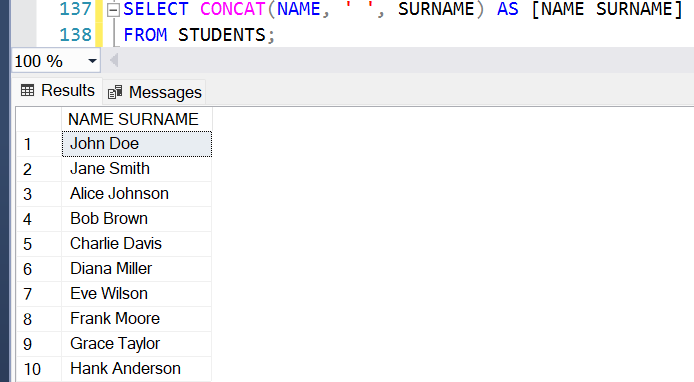 137 SELECT CONCAT(NAME, ' ', SURNAME) AS [NAME SURNAME]
138 FROM STUDENTS;
100 %
Results Messages
NAME SURNAME
1 John Doe
2 Jane Smith
3 Alice Johnson
4 Bob Brown
5 Charlie Davis
6 Diana Miller
7 Eve Wilson
8 Frank Moore
9 Grace Taylor
10 Hank Anderson